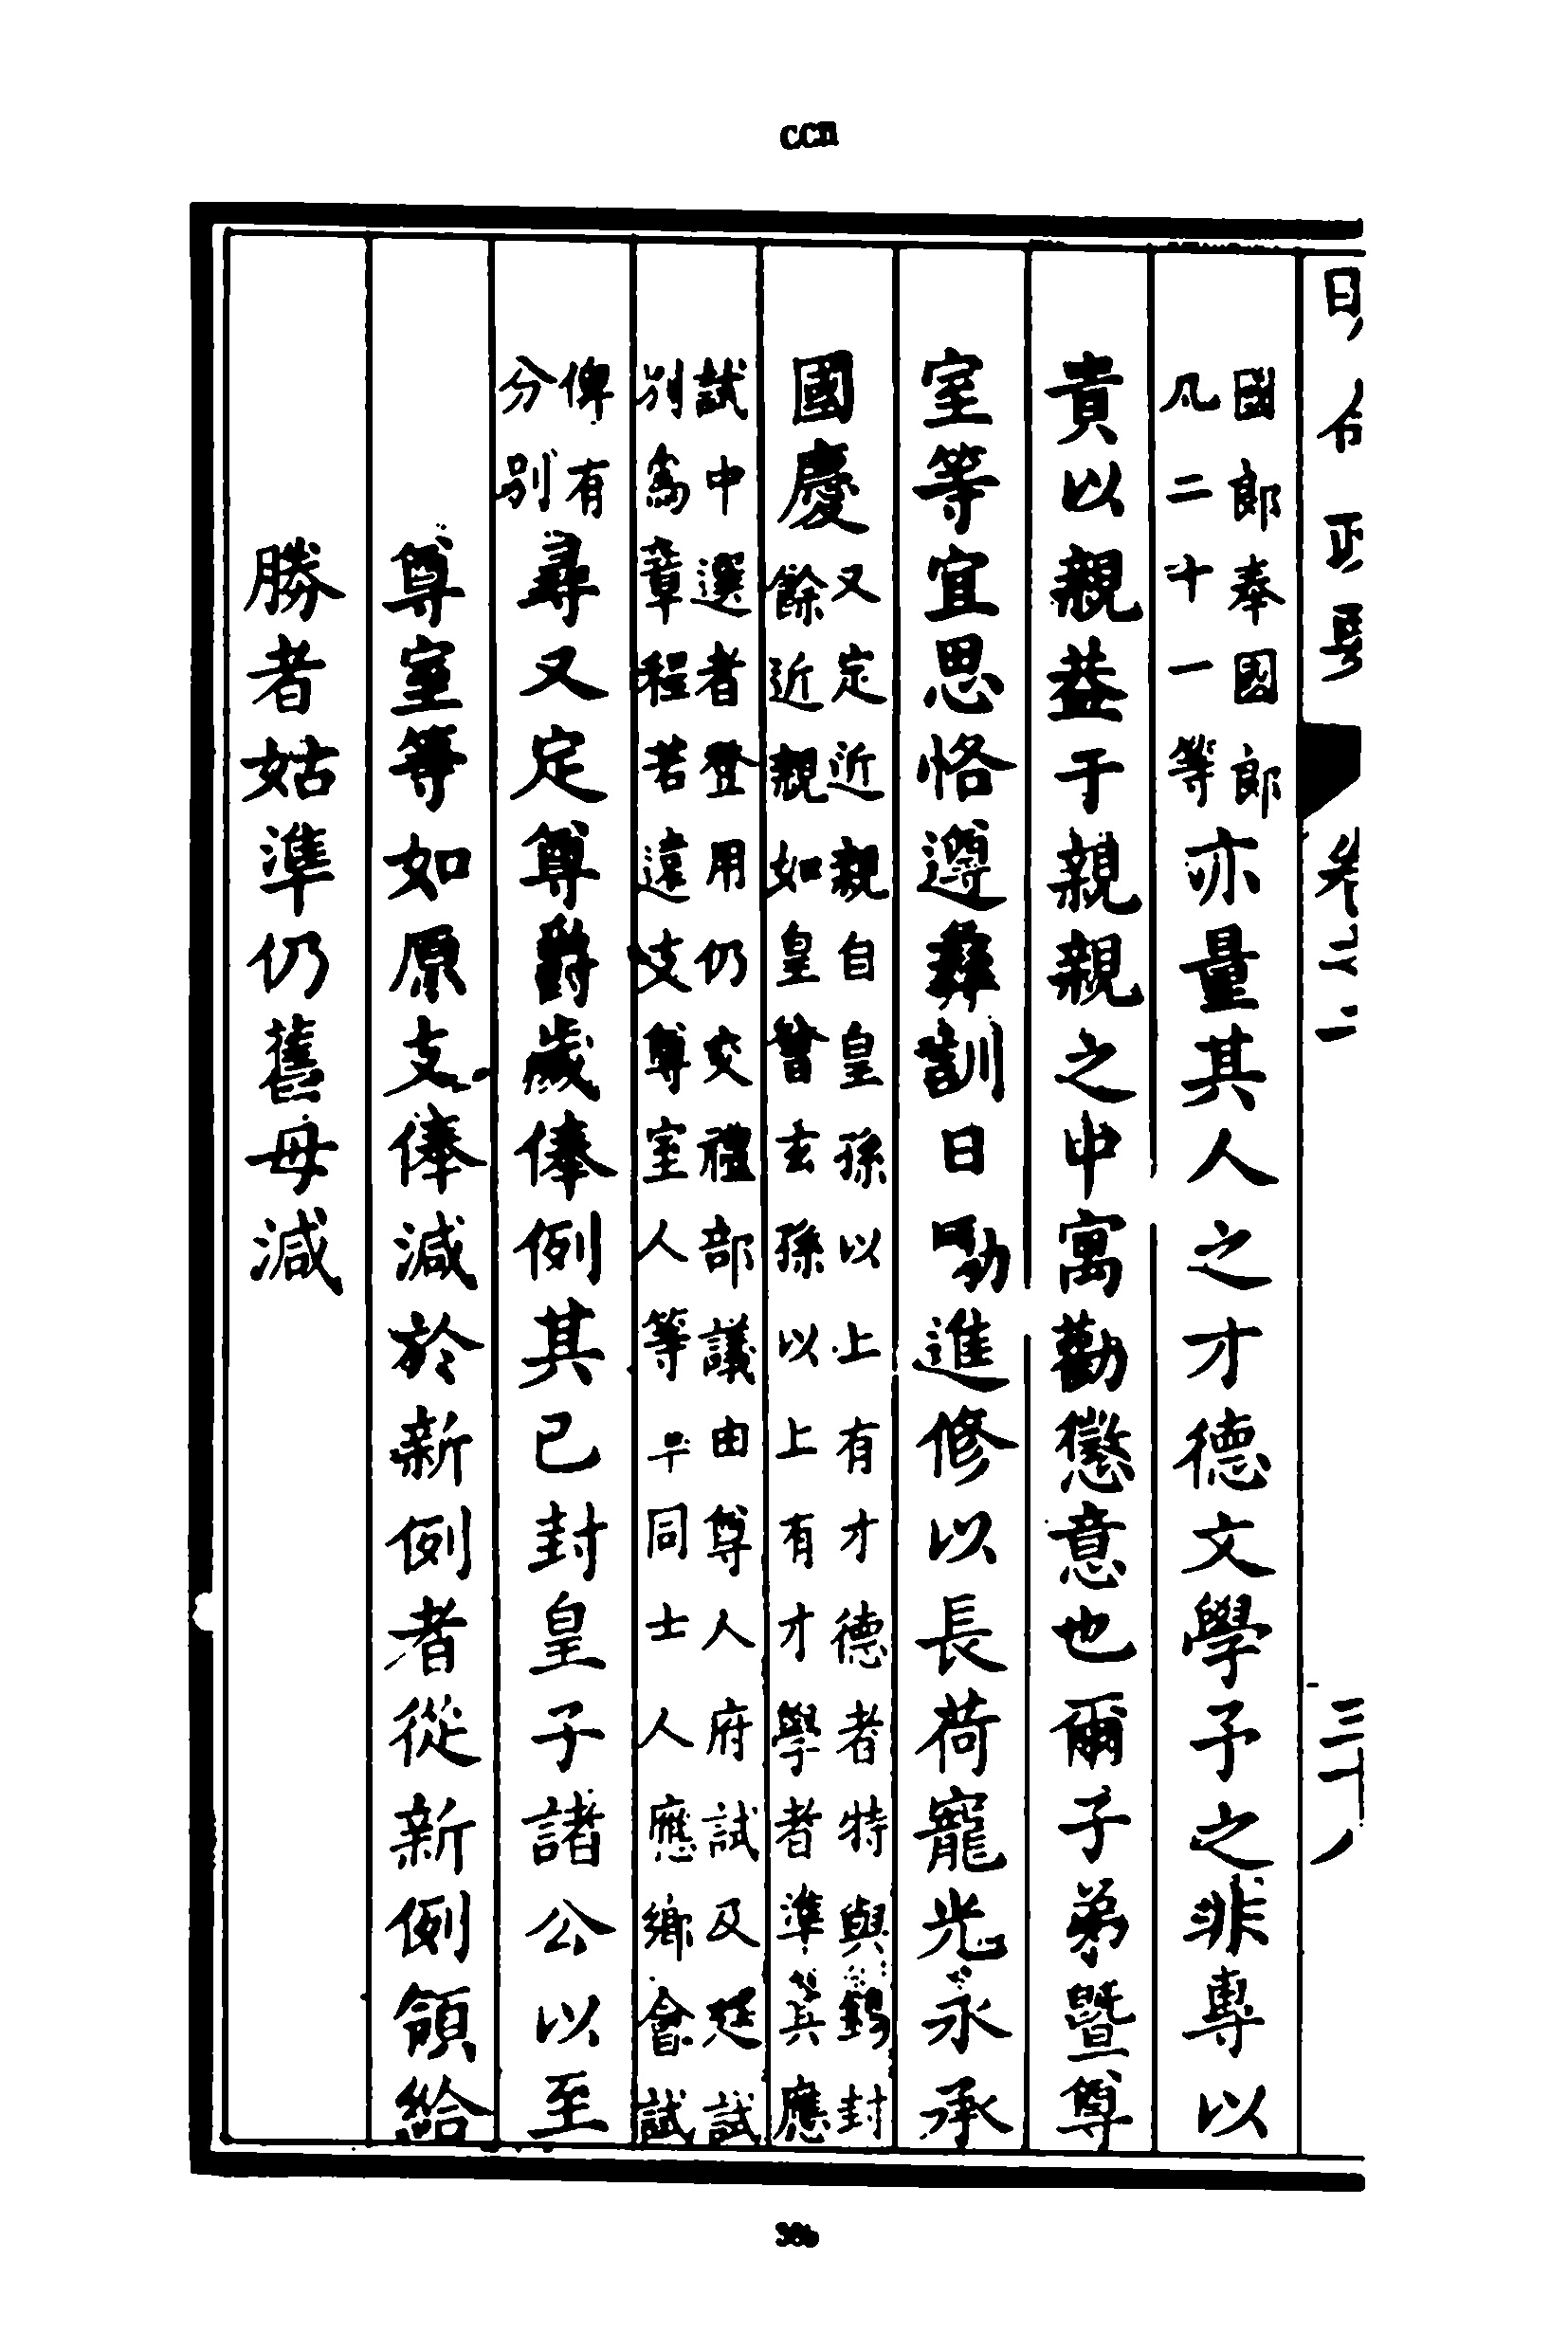 ccn
國郎奉國郎
凡二十一等
亦量其人之才德文學予之非專以
貴以親益于親親之中寓勸懲意也爾子弟暨尊
室等宜思恪遵彝訓日勗進修以長荷寵光永承
國慶
又定近親自皇孫以上有才德者特與錫封
餘近親如皇曾玄孫以上有才學者準其應
試中選者登用仍交禮部議由尊人府試及廷試
別為章程若遠支尊室人等
同士人應鄉會試
俾有
分別
尋又定尊爵歲俸例其已封皇子諸公以至
尊室等如原支俸減於新例者從新例領給
勝者姑準仍舊毋減
政要
卷之
三十
38b